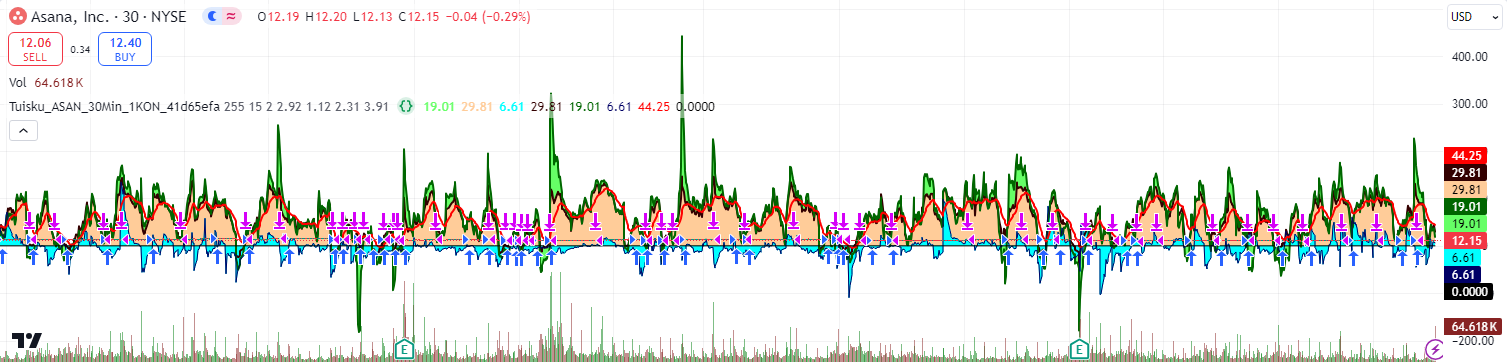 Asana, Inc. · 30 · NYSE O12.19 H12.20 L12.13 C12.15 −0.04 (−0.29%)
USD
12.06
SELL
0.34
12.40
BUY
Vol 64.618K
Tuisku_ASAN_30Min_1KON_41d65efa 255 15 2 2.92 1.12 2.31 3.91 {} 19.01 29.81 6.61 29.81 19.01 6.61 44.25 0.0000
400.00
300.00
44.25
29.81
29.81
19.01
19.01
12.15
6.61
6.61
0.0000
64.618K
−200.00
E
E